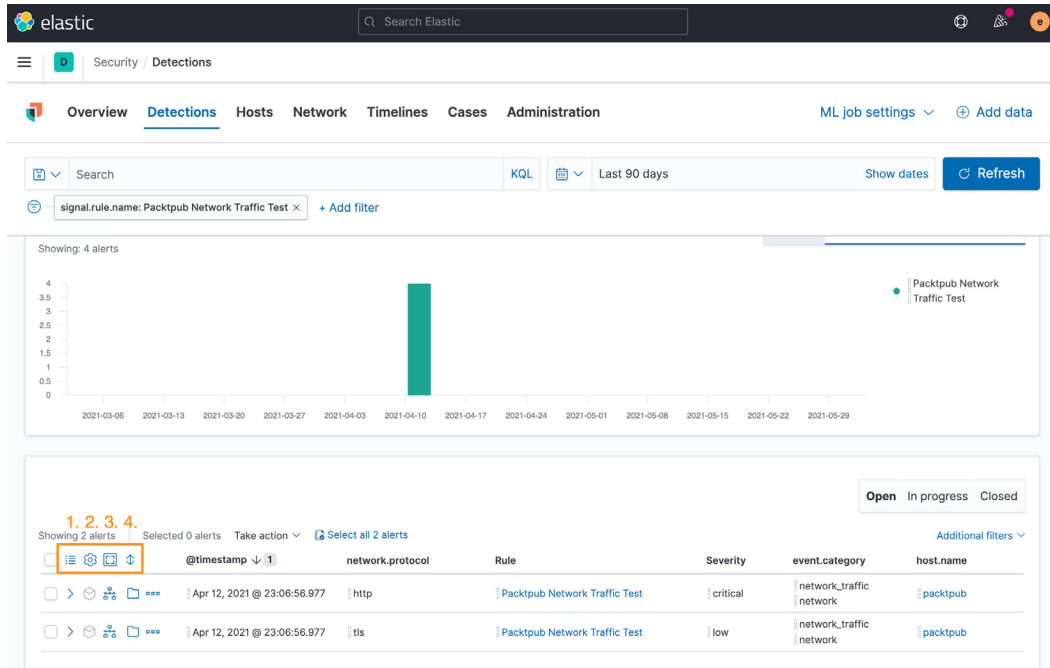 elastic
Search Elastic
e
D Security / Detections
Overview Detections Hosts Network Timelines Cases Administration ML job settings Add data
Search KQL Last 90 days Show dates Refresh
signal.rule.name: Packtpub Network Traffic Test × + Add filter
Showing: 4 alerts
4
3.5
3
2.5
2
1.5
1
0.5
0
2021-03-06 2021-03-13 2021-03-20 2021-03-27 2021-04-03 2021-04-10 2021-04-17 2021-04-24 2021-05-01 2021-05-08 2021-05-15 2021-05-22 2021-05-29
Packtpub Network
Traffic Test
Open In progress Closed
1. 2. 3. 4.
Showing 2 alerts Selected 0 alerts Take action Select all 2 alerts Additional filters
@timestamp ↓ 1 network.protocol Rule Severity event.category host.name
Apr 12, 2021 @ 23:06:56.977 http Packtpub Network Traffic Test critical network_traffic packtpub
network
Apr 12, 2021 @ 23:06:56.977 tls Packtpub Network Traffic Test low network_traffic packtpub
network